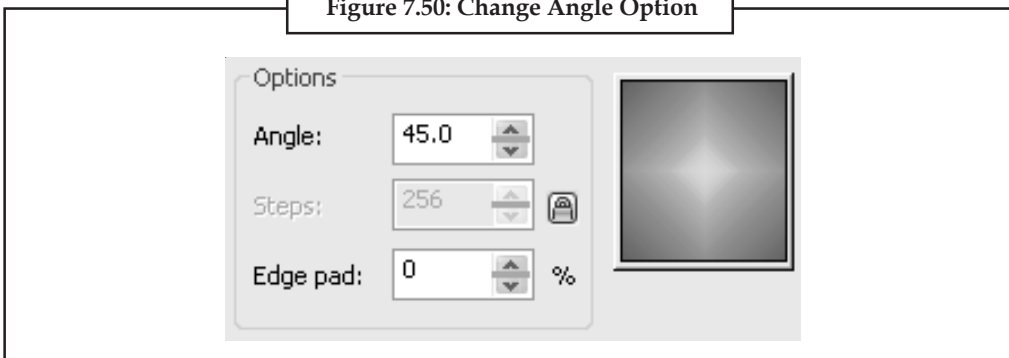 Figure 7.50: Change Angle Option
Options
Angle: 45.0
Steps: 256
Edge pad: 0 %